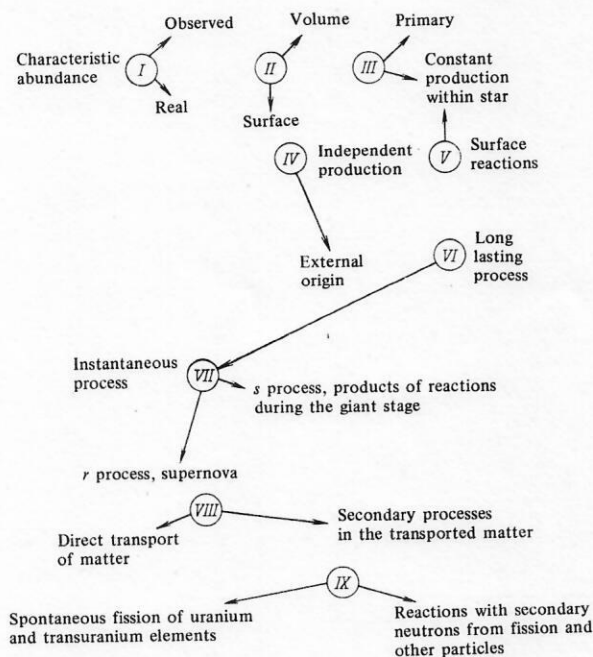 Observed
Volume
Primary
Characteristic
abundance
I
II
III
Constant
production
within star
Real
Surface
IV
Independent
production
V
Surface
reactions
External
origin
VI
Long
lasting
process
Instantaneous
process
VII
s process, products of reactions
during the giant stage
r process, supernova
VIII
Direct transport
of matter
Secondary processes
in the transported matter
IX
Spontaneous fission of uranium
and transuranium elements
Reactions with secondary
neutrons from fission and
other particles